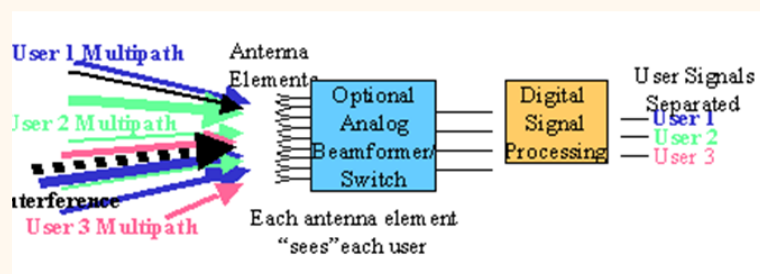 User 1 Multipath
Antenna
Elements
User 2 Multipath
nterference
User 3 Multipath
Optional
Analog
Beamformer/
Switch
Each antenna element
“sees”each user
Digital
Signal
Processing
User Signals
Separated
User 1
User 2
User 3